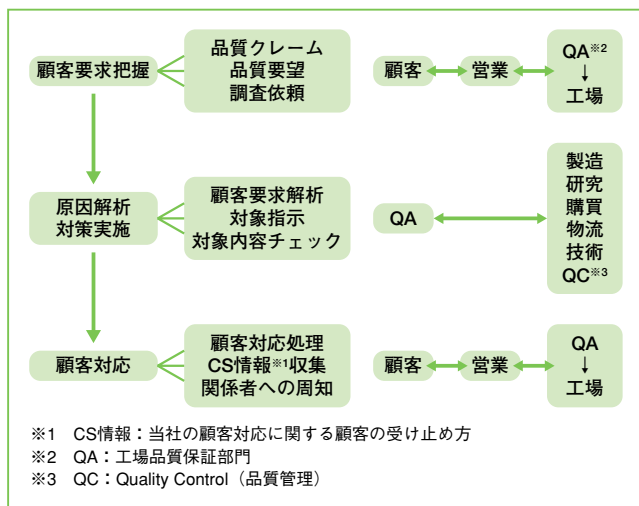 顧客要求把握
品質クレーム
品質要望
調査依頼
顧客
営業
QA※2
↓
工場
原因解析
対策実施
顧客要求解析
対象指示
対象内容チェック
QA
製造
研究
購買
物流
技術
QC※3
顧客対応
顧客対応処理
CS情報※1収集
関係者への周知
顧客
営業
QA
↓
工場
※1 CS情報：当社の顧客対応に関する顧客の受け止め方
※2 QA：工場品質保証部門
※3 QC：Quality Control（品質管理）